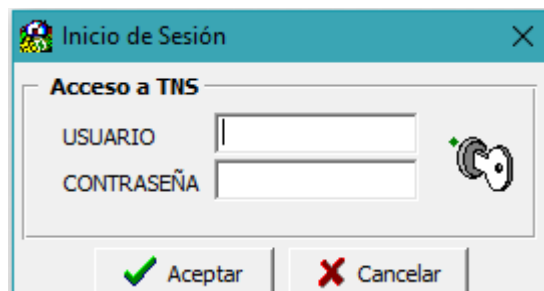 Inicio de Sesión
Acceso a TNS
USUARIO
CONTRASEÑA
Aceptar Cancelar